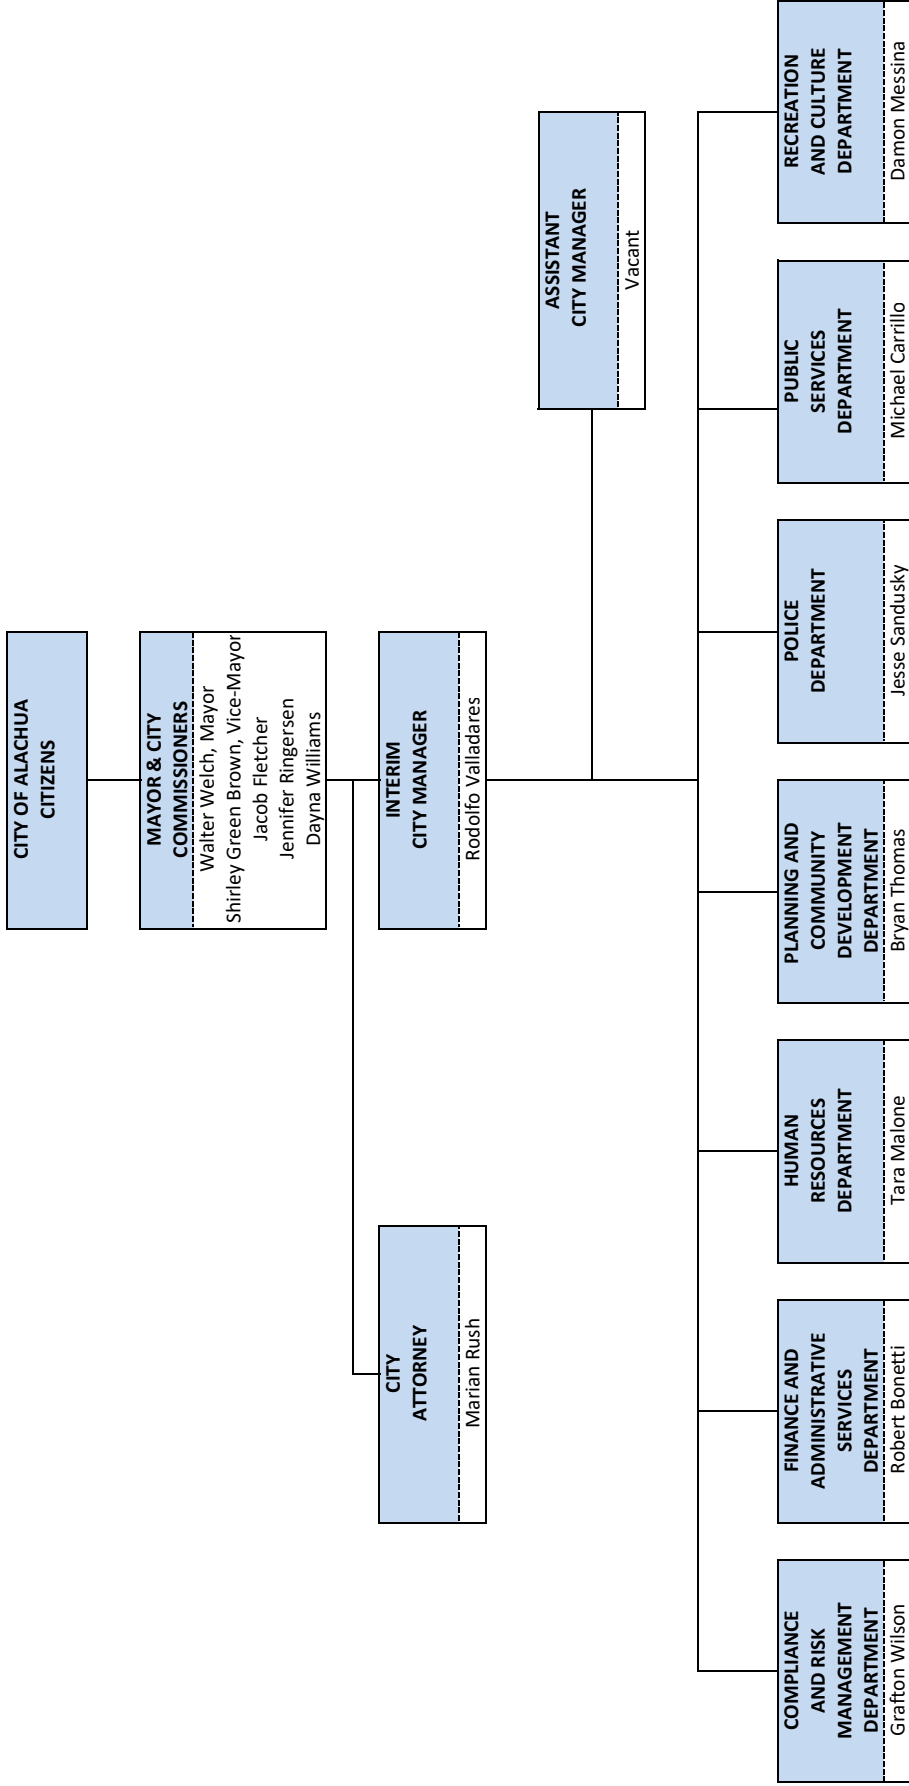 CITY OF ALACHUA
CITIZENS
MAYOR & CITY
COMMISSIONERS
Walter Welch, Mayor
Shirley Green Brown, Vice-Mayor
Jacob Fletcher
Jennifer Ringersen
Dayna Williams
CITY
ATTORNEY
Marian Rush
INTERIM
CITY MANAGER
Rodolfo Valladares
ASSISTANT
CITY MANAGER
Vacant
COMPLIANCE
AND RISK
MANAGEMENT
DEPARTMENT
Grafton Wilson
FINANCE AND
ADMINISTRATIVE
SERVICES
DEPARTMENT
Robert Bonetti
HUMAN
RESOURCES
DEPARTMENT
Tara Malone
PLANNING AND
COMMUNITY
DEVELOPMENT
DEPARTMENT
Bryan Thomas
POLICE
DEPARTMENT
Jesse Sandusky
PUBLIC
SERVICES
DEPARTMENT
Michael Carrillo
RECREATION
AND CULTURE
DEPARTMENT
Damon Messina